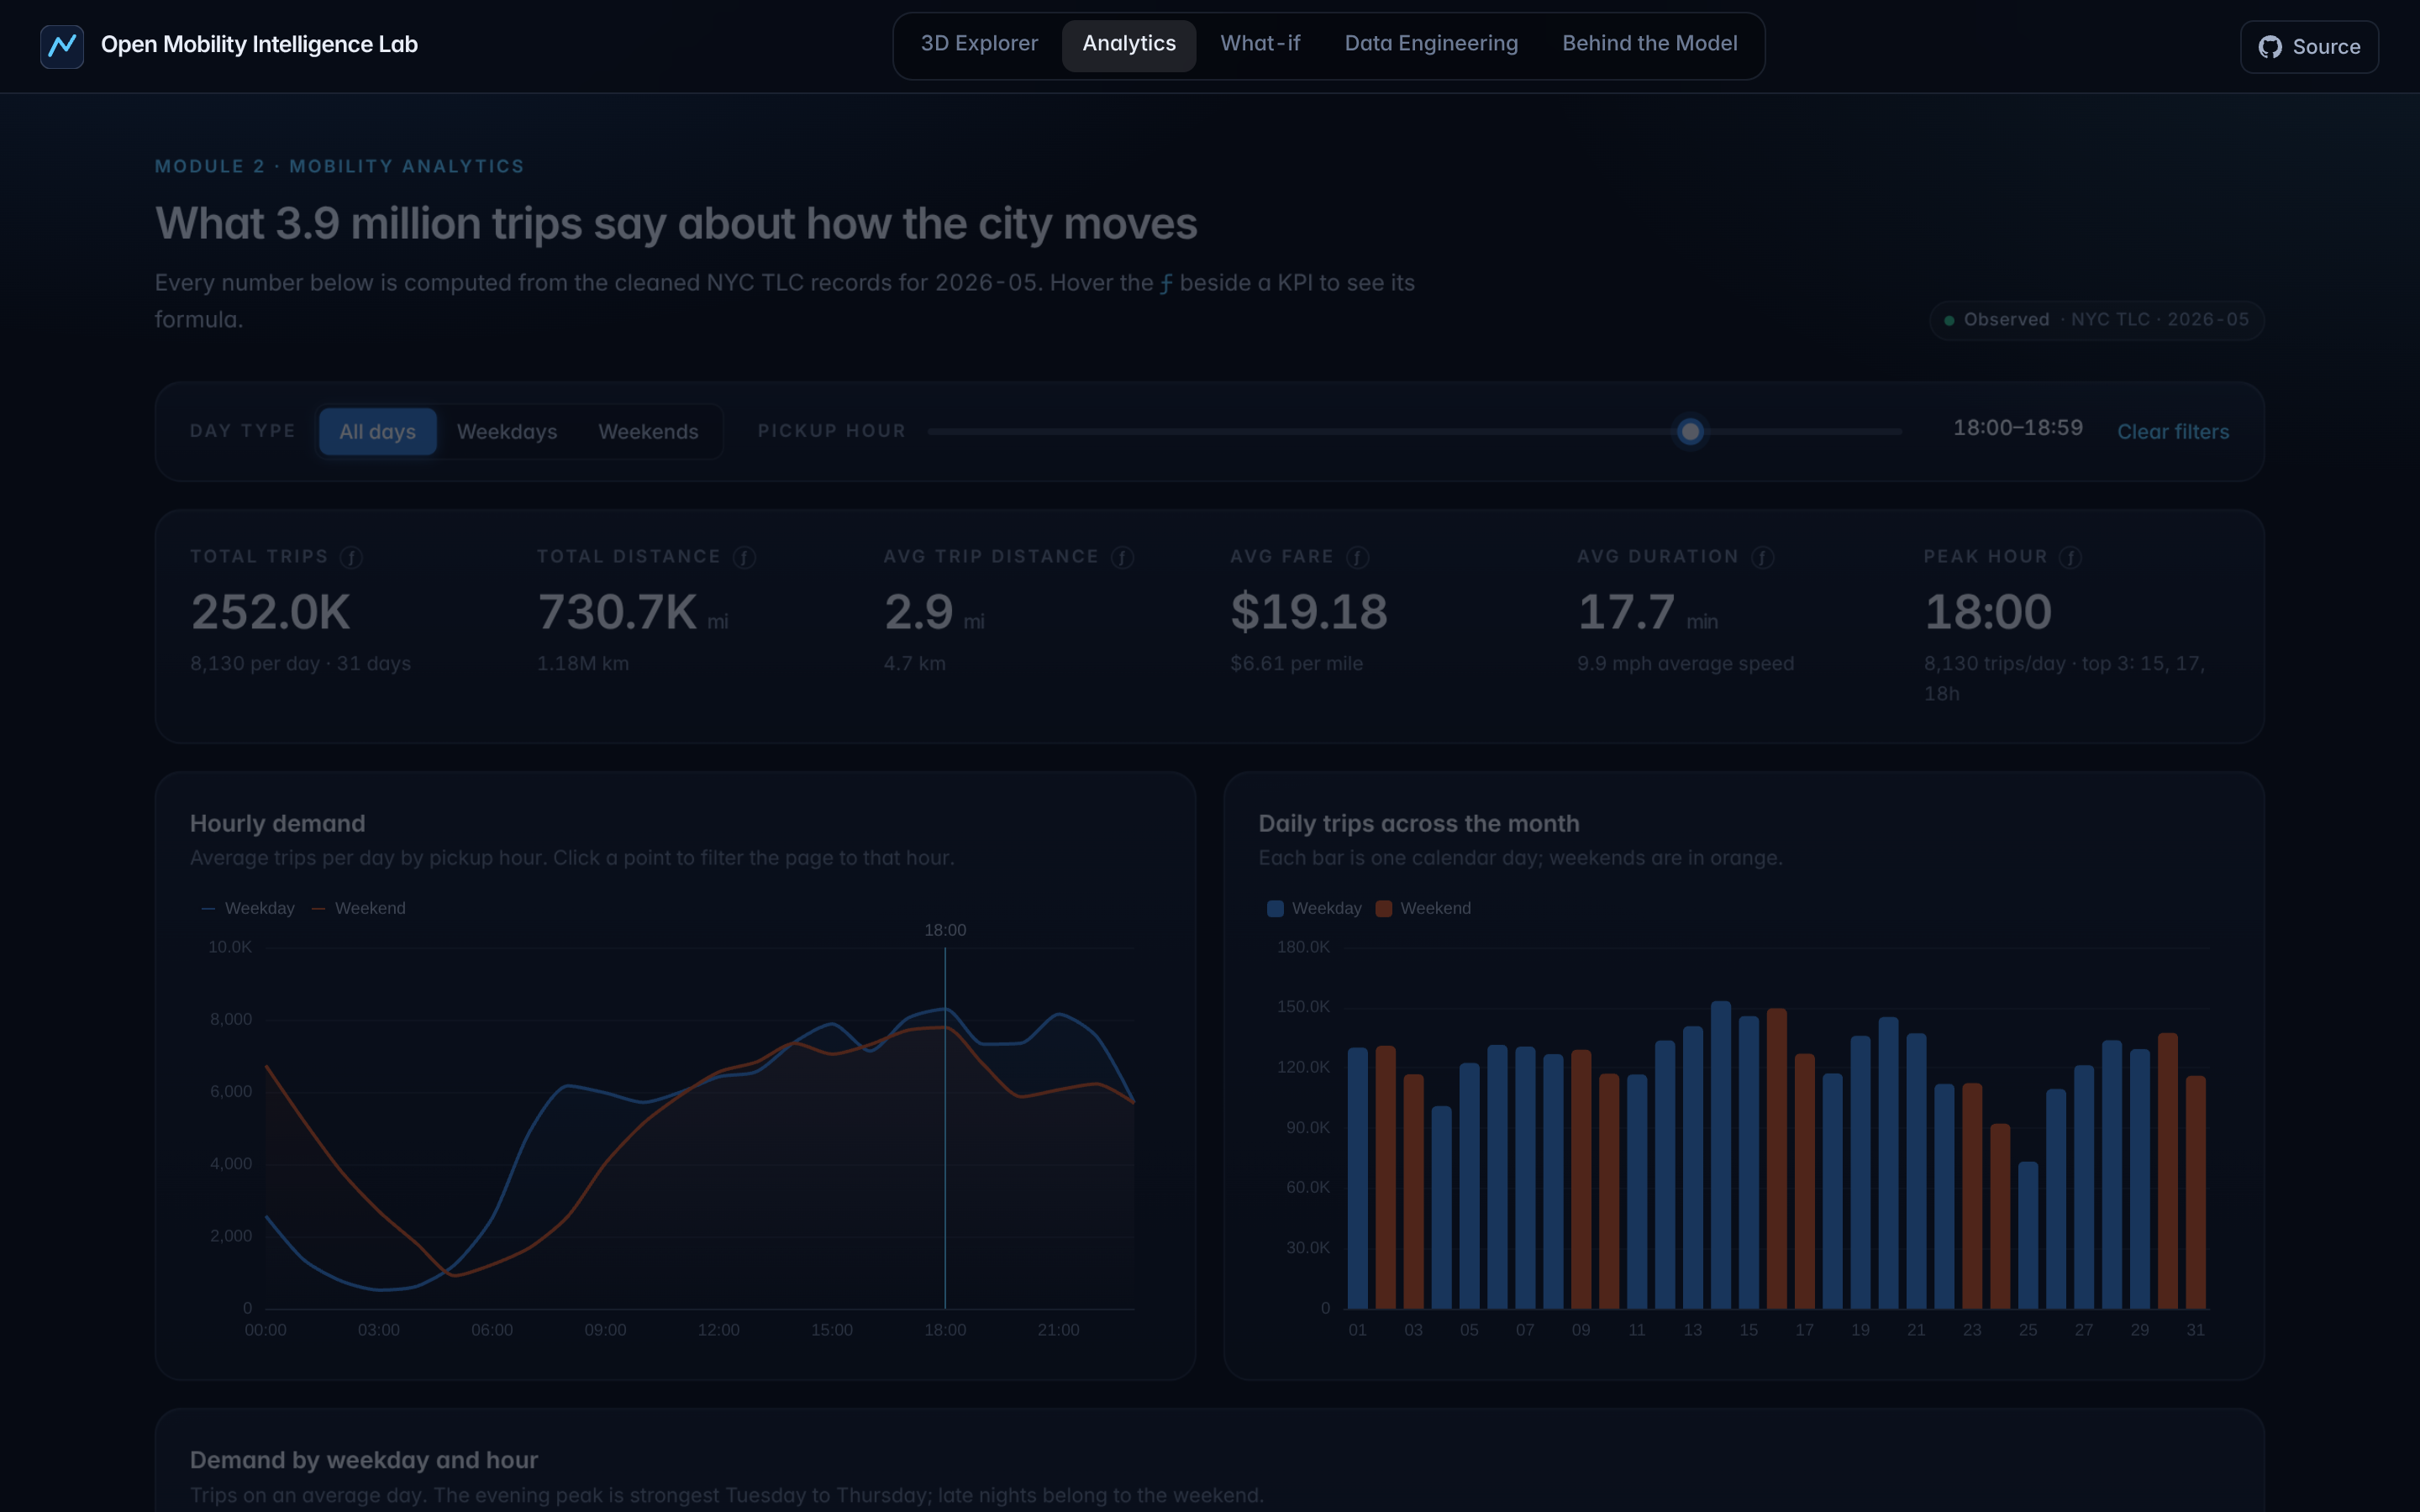 Open Mobility Intelligence Lab
3D Explorer
Analytics
What-if
Data Engineering
Behind the Model
Source
MODULE 2 · MOBILITY ANALYTICS
What 3.9 million trips say about how the city moves
Every number below is computed from the cleaned NYC TLC records for 2026-05. Hover the ƒ beside a KPI to see its
formula.
Observed · NYC TLC · 2026-05
DAY TYPE
All days
Weekdays
Weekends
PICKUP HOUR
18:00–18:59
Clear filters
TOTAL TRIPS ƒ
252.0K
8,130 per day · 31 days
TOTAL DISTANCE ƒ
730.7K mi
1.18M km
AVG TRIP DISTANCE ƒ
2.9 mi
4.7 km
AVG FARE ƒ
$19.18
$6.61 per mile
AVG DURATION ƒ
17.7 min
9.9 mph average speed
PEAK HOUR ƒ
18:00
8,130 trips/day · top 3: 15, 17,
18h
Hourly demand
Average trips per day by pickup hour. Click a point to filter the page to that hour.
Weekday Weekend
18:00
10.0K
8,000
6,000
4,000
2,000
0
00:00 03:00 06:00 09:00 12:00 15:00 18:00 21:00
Daily trips across the month
Each bar is one calendar day; weekends are in orange.
Weekday Weekend
180.0K
150.0K
120.0K
90.0K
60.0K
30.0K
0
01 03 05 07 09 11 13 15 17 19 21 23 25 27 29 31
Demand by weekday and hour
Trips on an average day. The evening peak is strongest Tuesday to Thursday; late nights belong to the weekend.